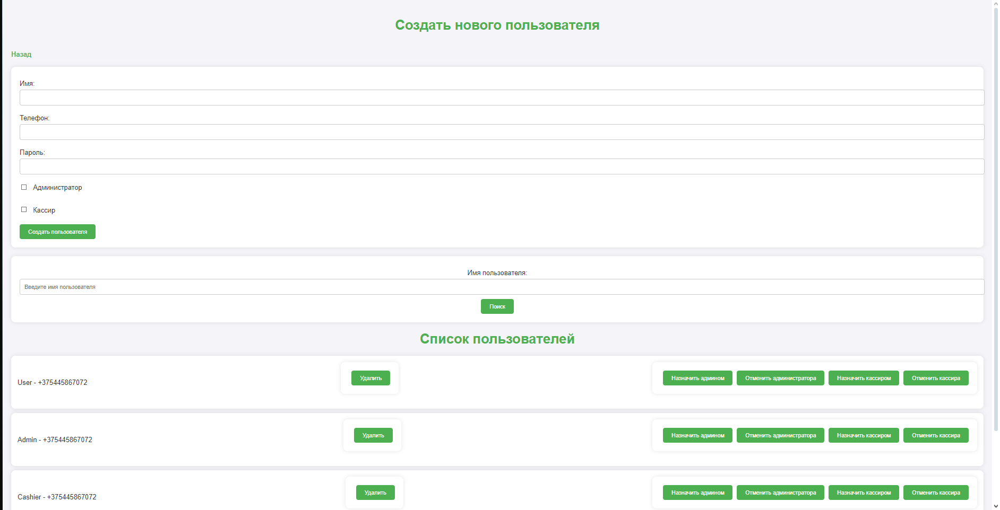 Создать нового пользователя
Назад
Имя:
Телефон:
Пароль:
Администратор
Кассир
Создать пользователя
Имя пользователя:
Введите имя пользователя
Поиск
Список пользователей
User - +375445867072 Удалить Назначить админом Отменить администратора Назначить кассиром Отменить кассира
Admin - +375445867072 Удалить Назначить админом Отменить администратора Назначить кассиром Отменить кассира
Cashier - +375445867072 Удалить Назначить админом Отменить администратора Назначить кассиром Отменить кассира